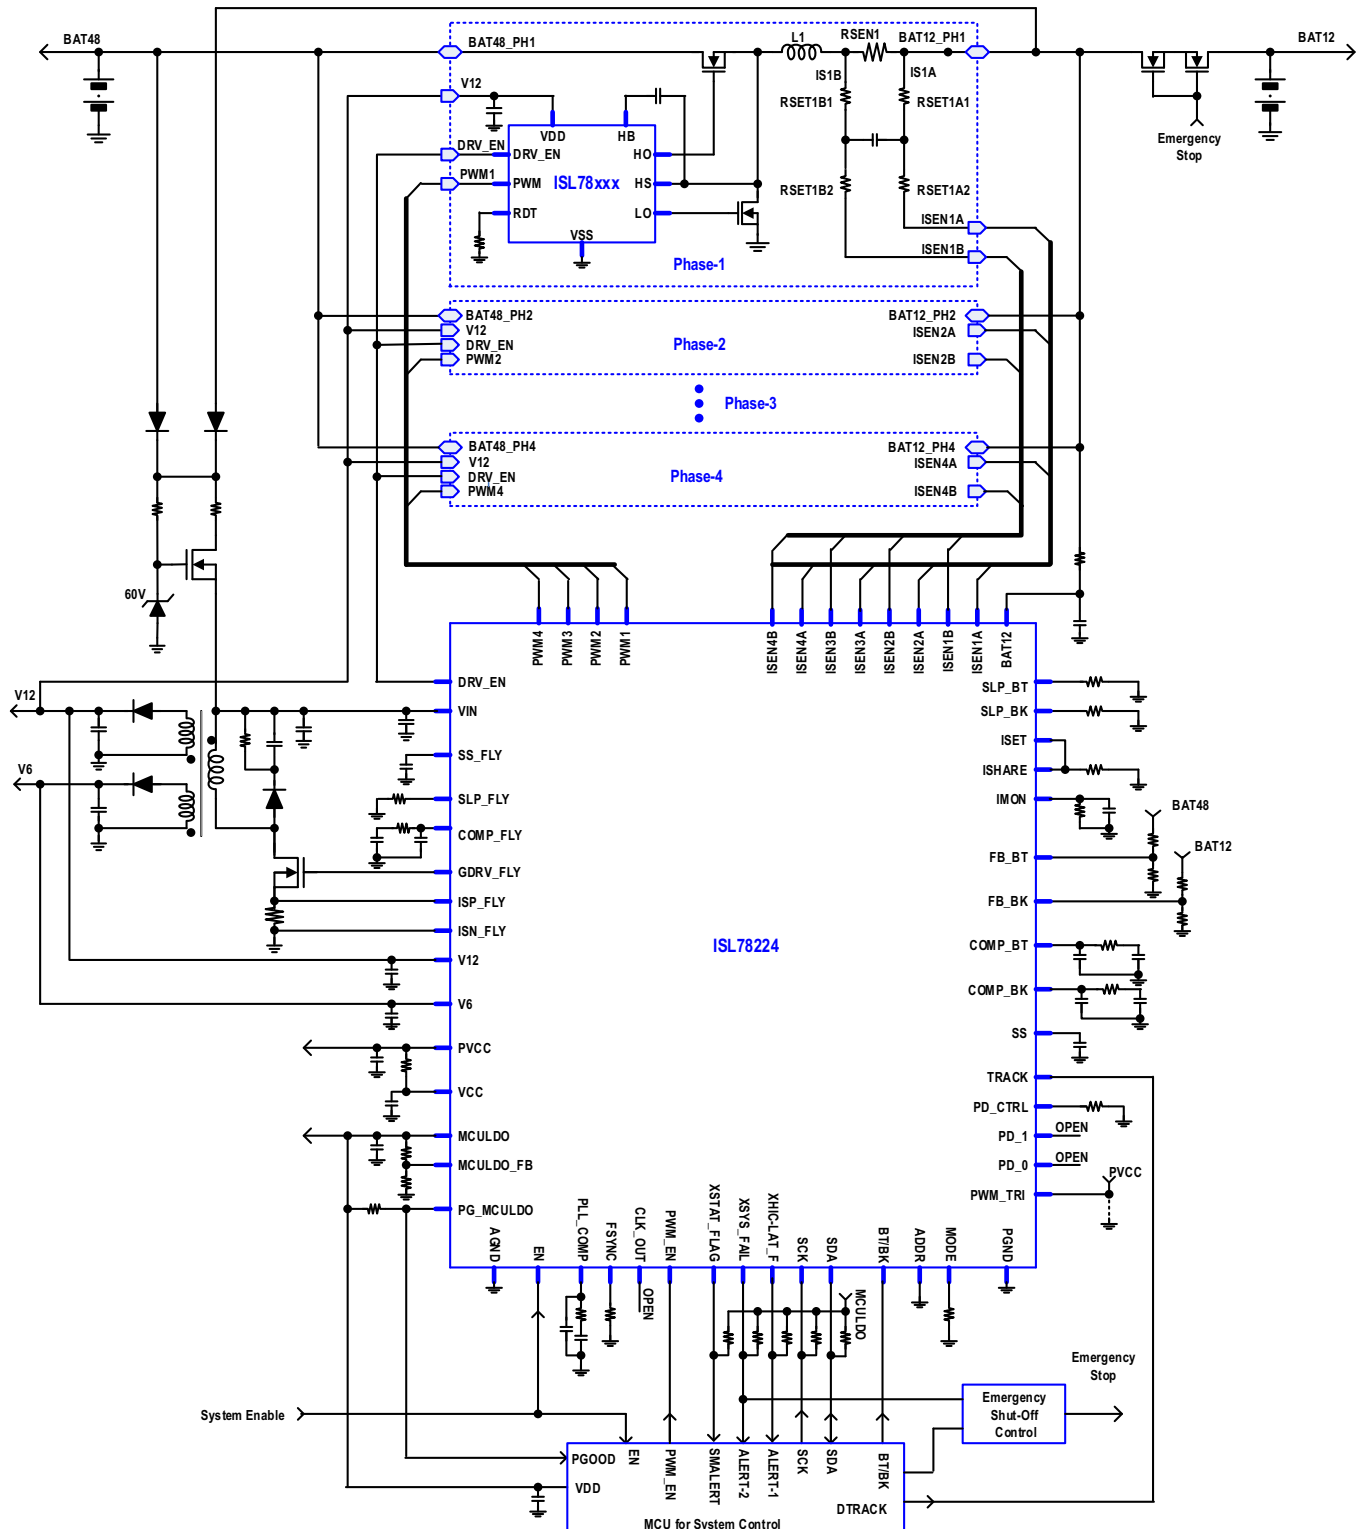 BAT48
BAT48_PH1
L1
RSEN1
BAT12_PH1
BAT12
V12
IS1B
IS1A
RSET1B1
RSET1A1
VDD
HB
Emergency
Stop
DRV_EN
DRV_EN
HO
PWM1
PWM
ISL78xxx
HS
RSET1B2
RSET1A2
RDT
LO
ISEN1A
VSS
ISEN1B
Phase-1
BAT48_PH2
BAT12_PH2
V12
ISEN2A
DRV_EN
Phase-2
PWM2
ISEN2B
Phase-3
BAT48_PH4
BAT12_PH4
V12
ISEN4A
DRV_EN
Phase-4
PWM4
ISEN4B
60V
PWM4
PWM3
PWM2
PWM1
ISEN4B
ISEN4A
ISEN3B
ISEN3A
ISEN2B
ISEN2A
ISEN1B
ISEN1A
BAT12
V12
V6
DRV_EN
VIN
SS_FLY
SLP_FLY
COMP_FLY
GDRV_FLY
ISP_FLY
ISN_FLY
V12
V6
PVCC
VCC
MCULDO
MCULDO_FB
PG_MCULDO
ISL78224
SLP_BT
SLP_BK
ISET
ISHARE
IMON
BAT48
FB_BT
BAT12
FB_BK
COMP_BT
COMP_BK
SS
TRACK
PD_CTRL
PD_1
OPEN
PD_0
OPEN
PVCC
PWM_TRI
AGND
EN
PLL_COMP
FSYNC
CLK_OUT
PWM_EN
XSTAT_FLAG
XSYS_FAIL
XHIC-LAT_F
SCK
SDA
BT/BK
ADDR
MODE
PGND
OPEN
MCULDO
Emergency
Stop
System Enable
Emergency
Shut-Off
Control
PGOOD
EN
PWM_EN
SMALERT
ALERT-2
ALERT-1
SCK
SDA
BT/BK
VDD
DTRACK
MCU for System Control